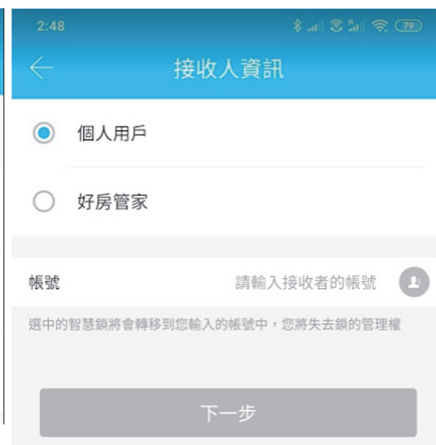 2:48
79
接收人資訊
個人用戶
好房管家
帳號
請輸入接收者的帳號
選中的智慧鎖將會轉移到您輸入的帳號中，您將失去鎖的管理權
下一步